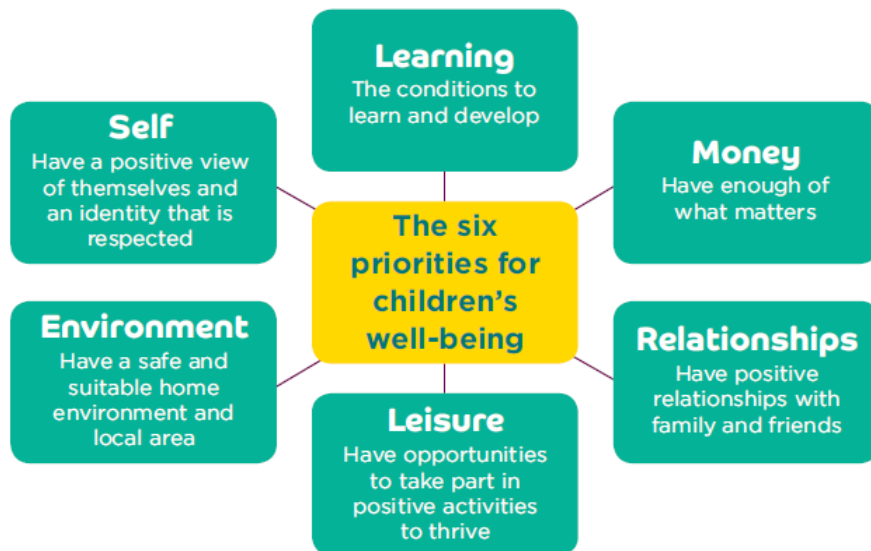 Learning
The conditions to
learn and develop
Self
Have a positive view
of themselves and
an identity that is
respected
Money
Have enough of
what matters
The six
priorities for
children's
well-being
Environment
Have a safe and
suitable home
environment and
local area
Relationships
Have positive
relationships with
family and friends
Leisure
Have opportunities
to take part in
positive activities
to thrive